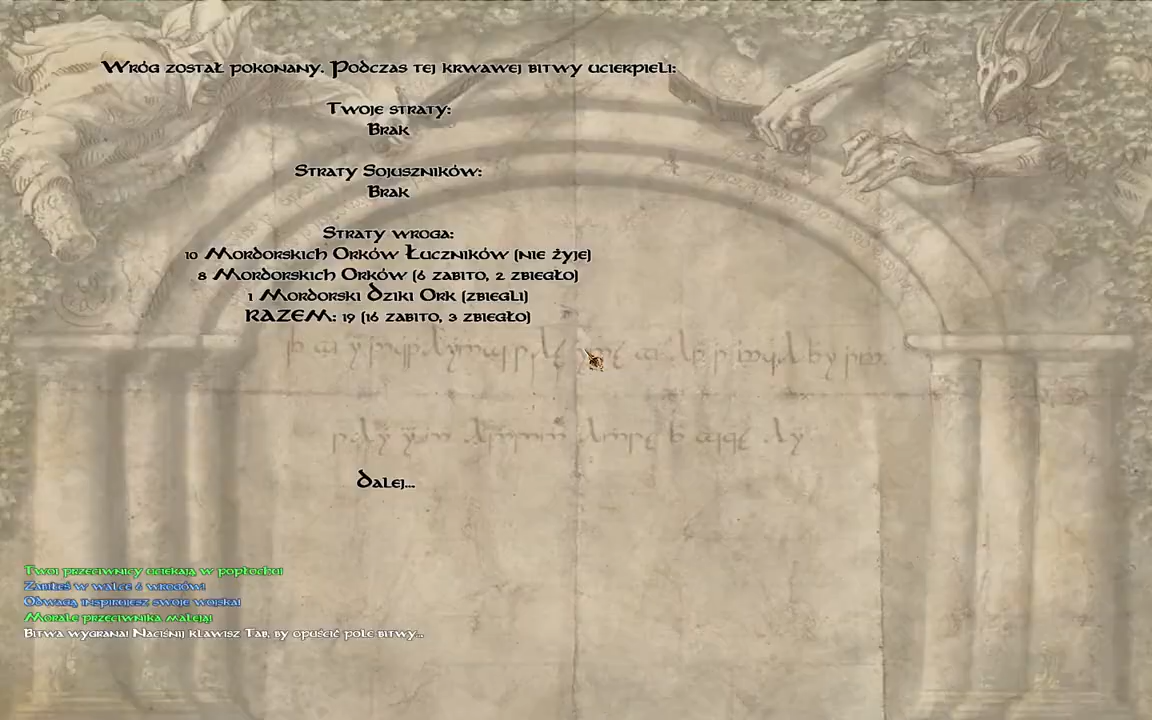 Wróg został pokonany. Podczas tej krwawej bitwy ucierpieli:
Twoje straty:
Brak
Straty Sojuszników:
Brak
Straty wroga:
10 Mordorskich Orków Łuczników (nie żyje)
8 Mordorskich Orków (6 zabito, 2 zbiegło)
1 Mordorski Dziki Ork (zbiegli)
RAZEM: 19 (16 zabito, 3 zbiegło)
Dalej...
Twoi przeciwnicy uciekają w popłochu!
Zabiłeś w walce 6 wrogów!
Odwagą inspirujesz swoje wojska!
Morale przeciwnika maleją!
Bitwa wygrana! Naciśnij klawisz Tab, by opuścić pole bitwy...